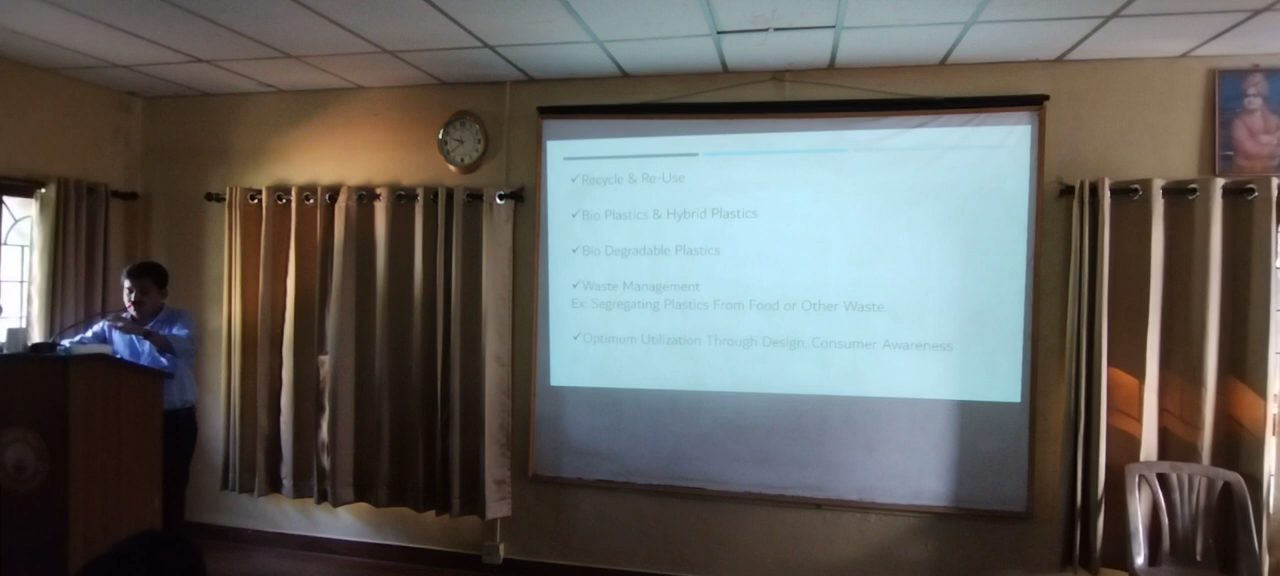 ✓Recycle & Re-Use
✓Bio Plastics & Hybrid Plastics
✓Bio Degradable Plastics
✓Waste Management
Ex. Segregating Plastics From Food or Other Waste.
✓Optimum Utilization Through Design, Consumer Awareness